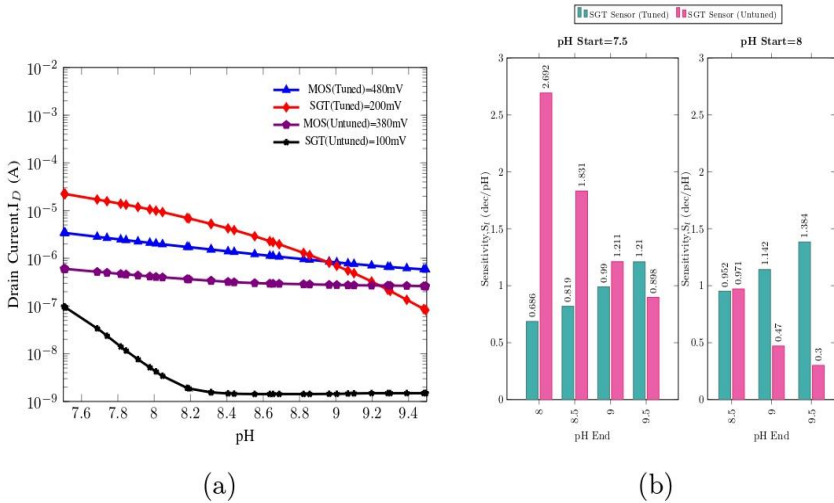 10−2
10−3
10−4
10−5
10−6
10−7
10−8
10−9
Drain Current,ID (A)
MOS(Tuned)=480mV
SGT(Tuned)=200mV
MOS(Untuned)=380mV
SGT(Untuned)=100mV
7.6 7.8 8 8.2 8.4 8.6 8.8 9 9.2 9.4
pH
(a)
SGT Sensor (Tuned) SGT Sensor (Untuned)
pH Start=7.5
3
2.5
2
1.5
1
0.5
0
Sensitivity,SI (dec/pH)
0.686
2.692
0.819
1.831
0.99
1.211
1.21
0.898
8 8.5 9 9.5
pH End
pH Start=8
3
2.5
2
1.5
1
0.5
0
Sensitivity,SI (dec/pH)
0.952
0.971
1.142
0.47
1.384
0.3
8.5 9 9.5
pH End
(b)